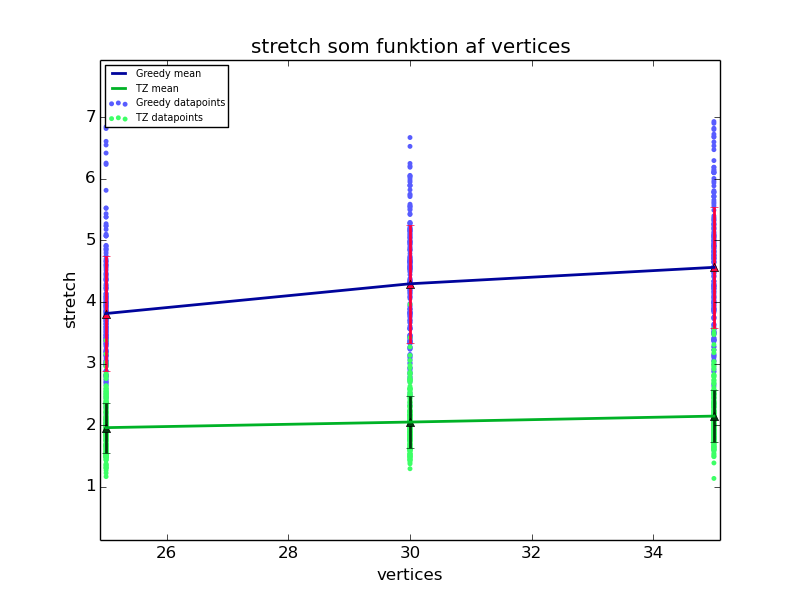 stretch som funktion af vertices
Greedy mean
TZ mean
Greedy datapoints
TZ datapoints
7
6
5
4
3
2
1
stretch
26
28
30
32
34
vertices